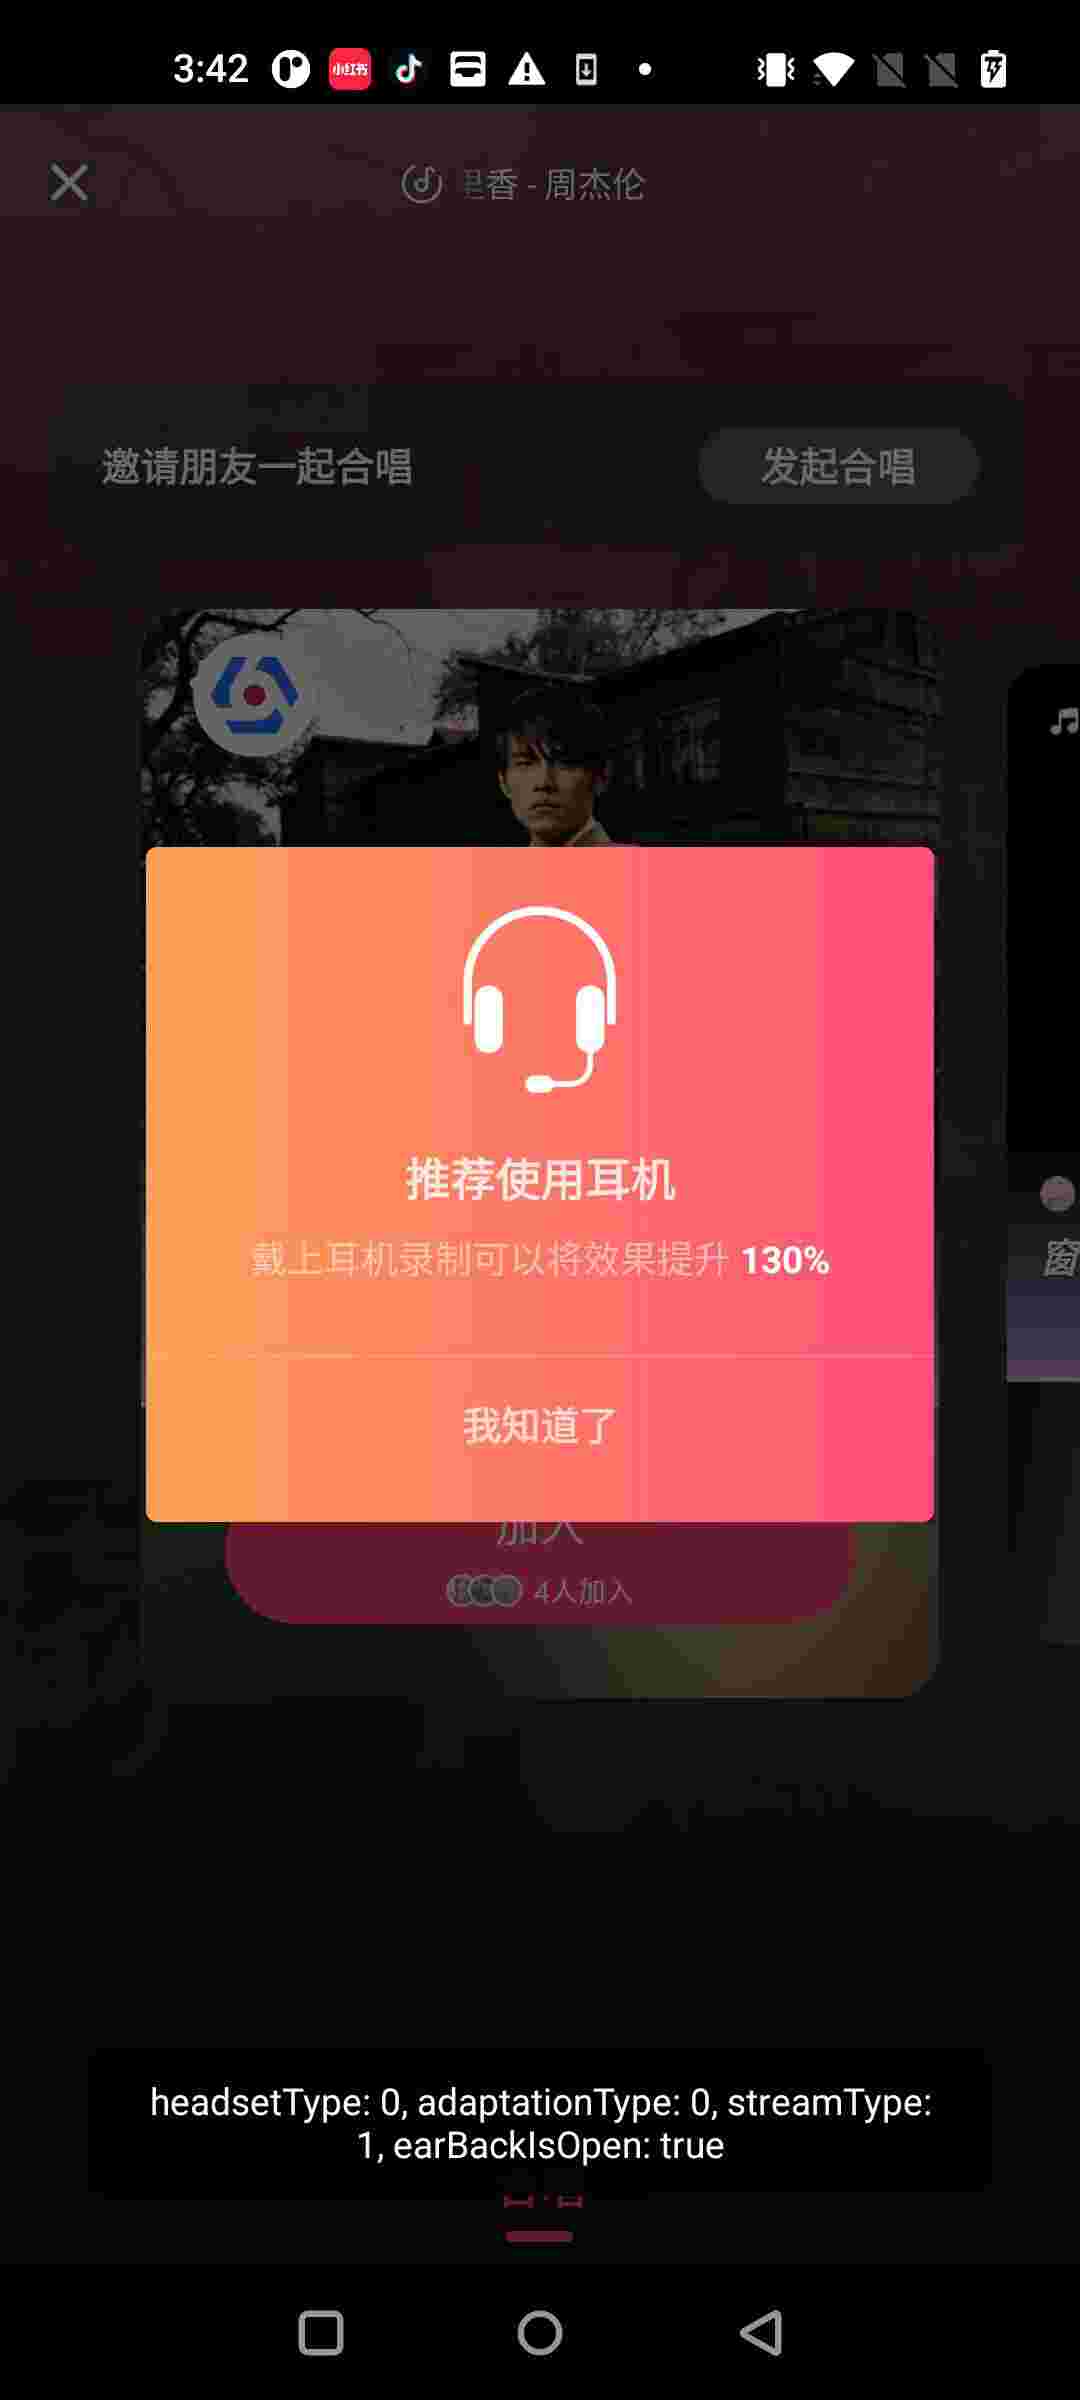 3:42
小红书
香 - 周杰伦
邀请朋友一起合唱
发起合唱
推荐使用耳机
戴上耳机录制可以将效果提升 130%
窗
我知道了
加入
4人加入
headsetType: 0, adaptationType: 0, streamType:
1, earBackIsOpen: true